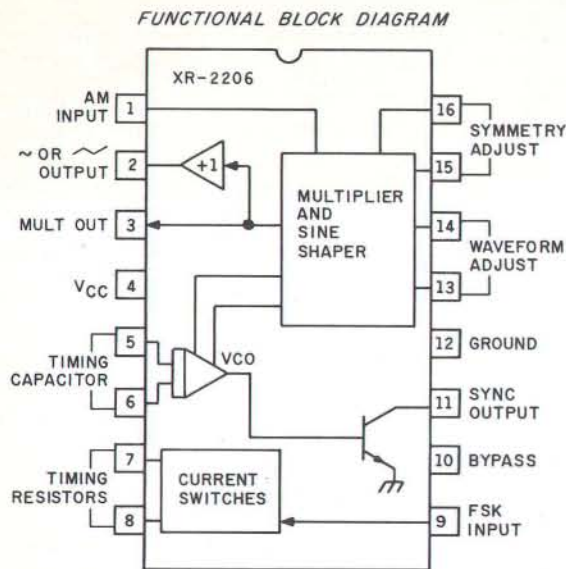 FUNCTIONAL BLOCK DIAGRAM
XR-2206
AM
INPUT
1
~ OR ⏦
OUTPUT
2
+1
MULT OUT
3
VCC
4
TIMING
CAPACITOR
5
6
VCO
TIMING
RESISTORS
7
8
CURRENT
SWITCHES
MULTIPLIER
AND
SINE
SHAPER
16
SYMMETRY
ADJUST
15
14
WAVEFORM
ADJUST
13
12
GROUND
11
SYNC
OUTPUT
10
BYPASS
9
FSK
INPUT